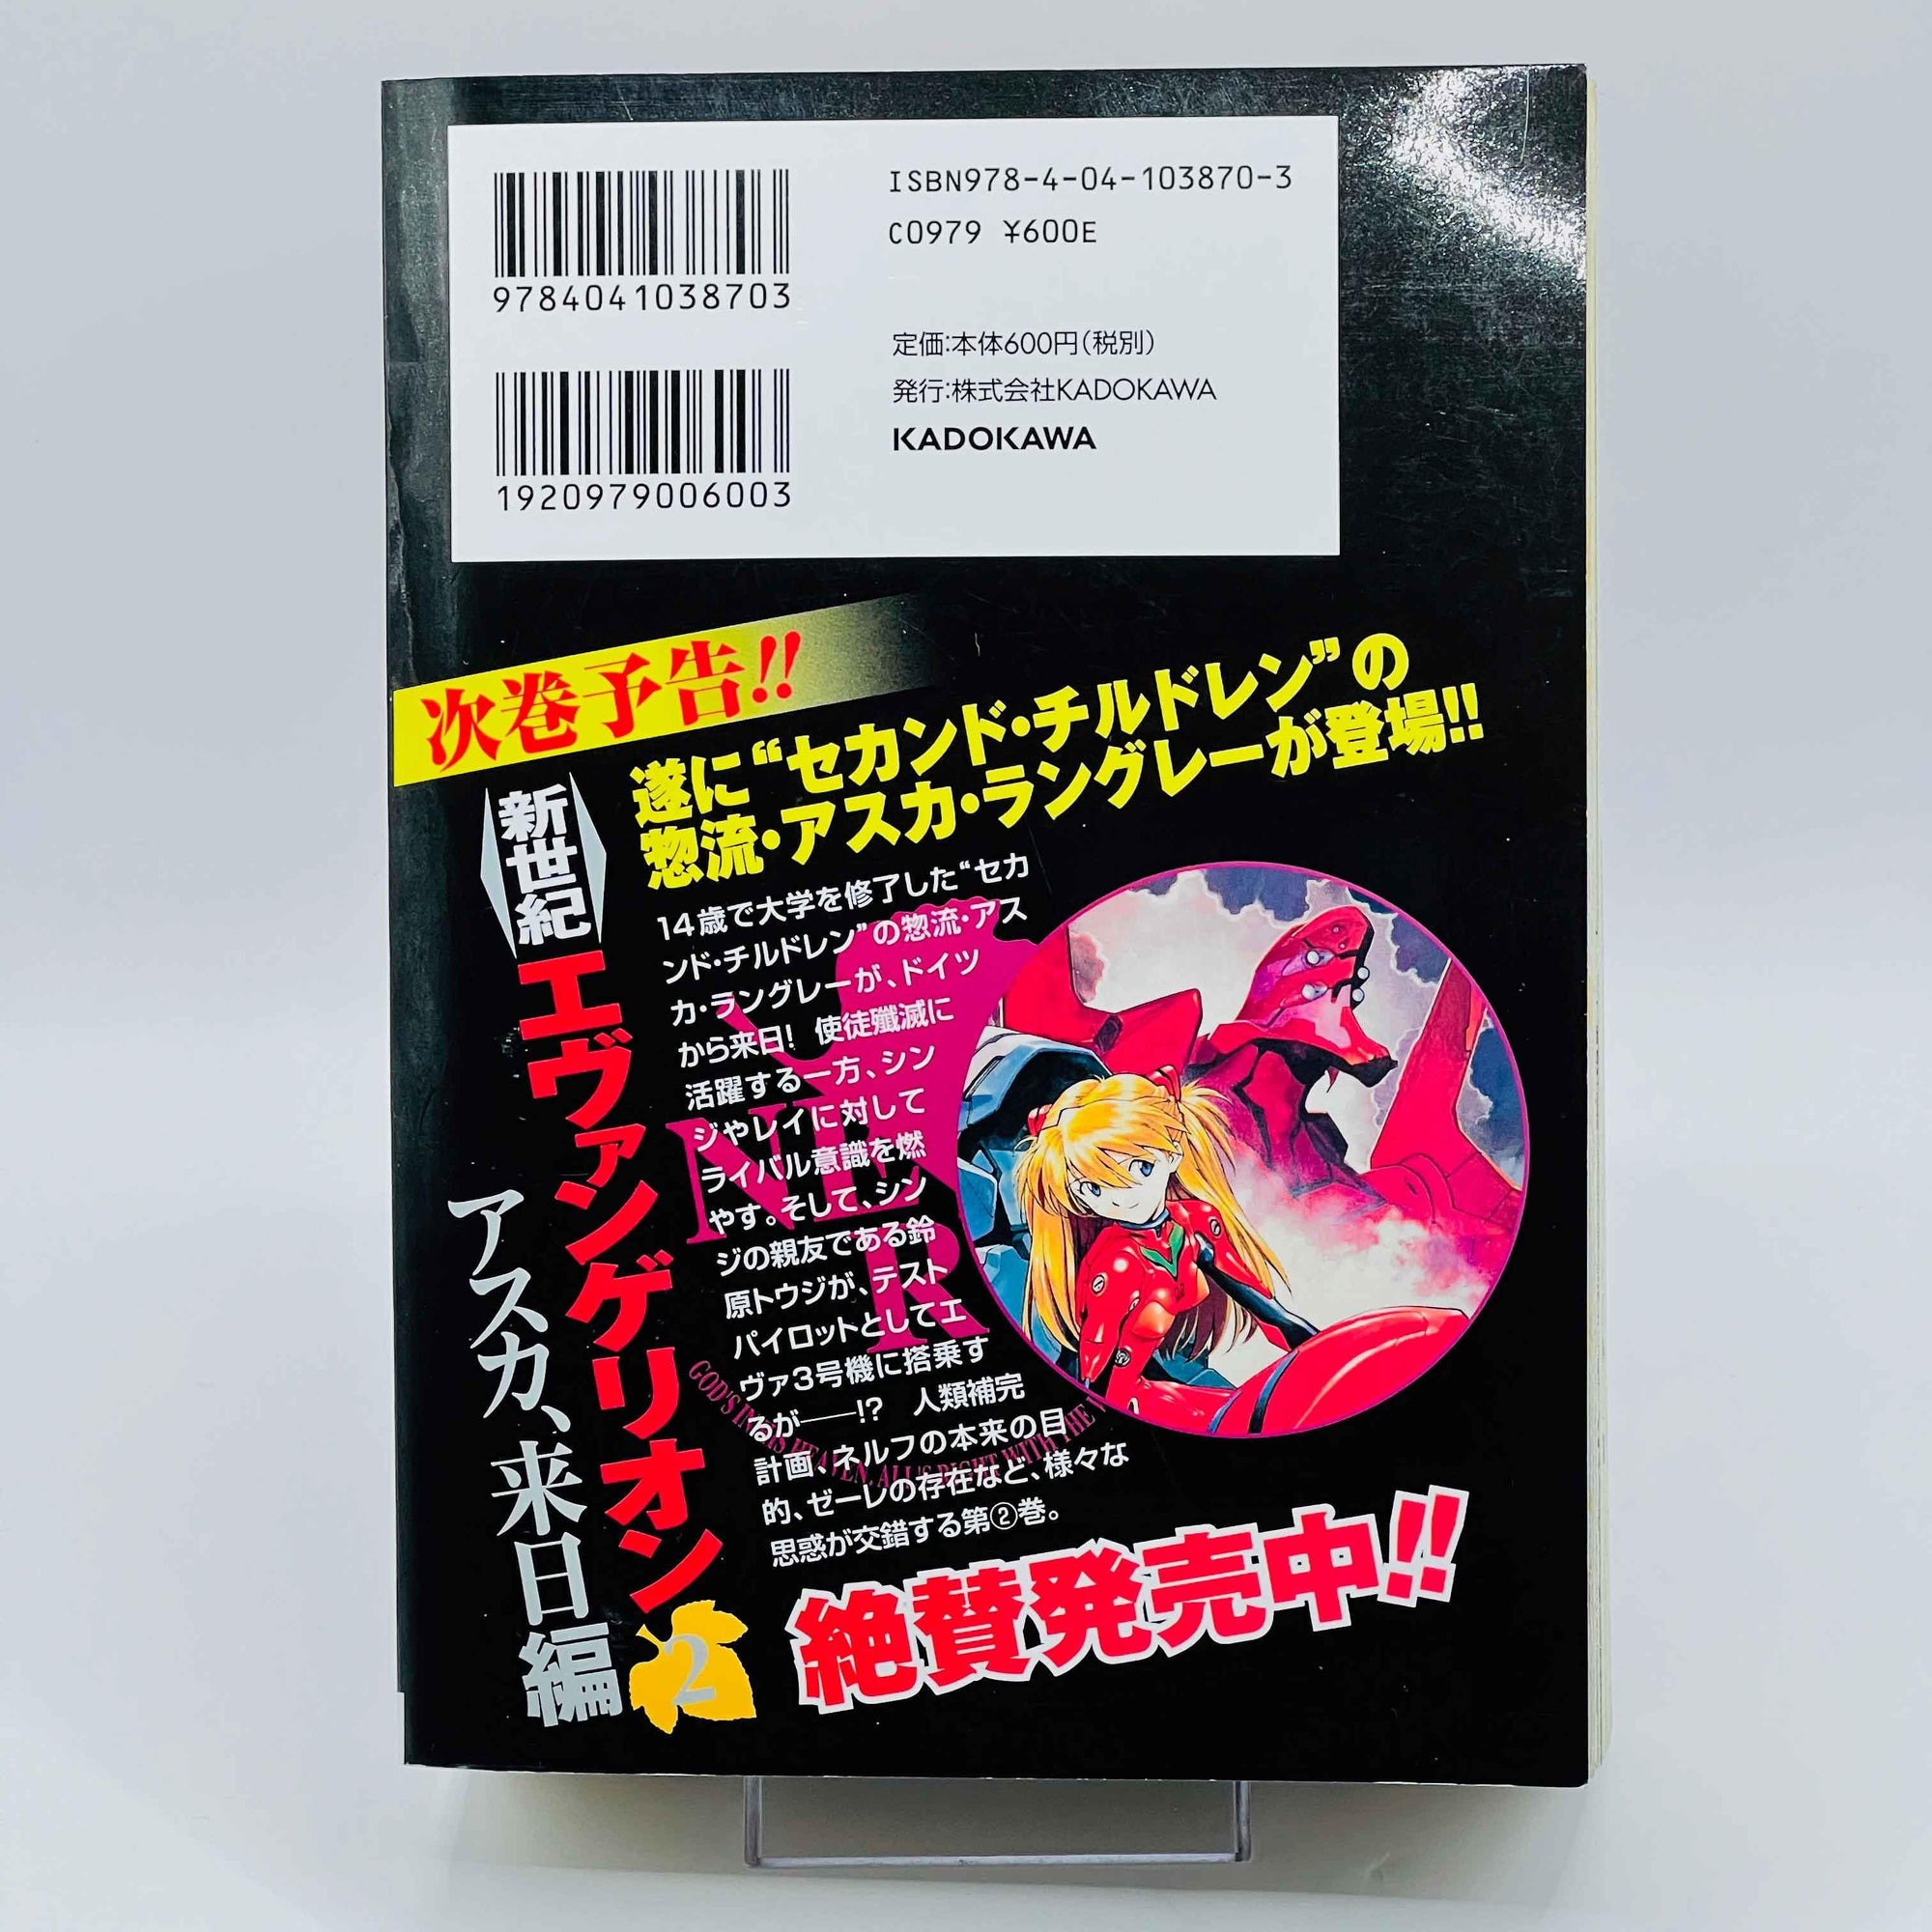 ISBN978-4-04-103870-3
C0979 ¥600E
9784041038703
定価:本体600円(税別)
発行:株式会社KADOKAWA
KADOKAWA
1920979006003
次巻予告!!
遂に“セカンド・チルドレン”の
惣流・アスカ・ラングレーが登場!!
新世紀
エヴァンゲリオン
2
アスカ、来日編
14歳で大学を修了した“セカ
ンド・チルドレン”の惣流・アス
カ・ラングレーが、ドイツ
から来日! 使徒殲滅に
活躍する一方、シン
ジやレイに対して
ライバル意識を燃
やす。そして、シン
ジの親友である鈴
原トウジが、テスト
パイロットとしてエ
ヴァ3号機に搭乗す
るが――!? 人類補完
計画、ネルフの本来の目
的、ゼーレの存在など、様々な
思惑が交錯する第②巻。
NER
GOD'S IN HIS HEAVEN. ALL'S RIGHT WITH THE
絶賛発売中!!